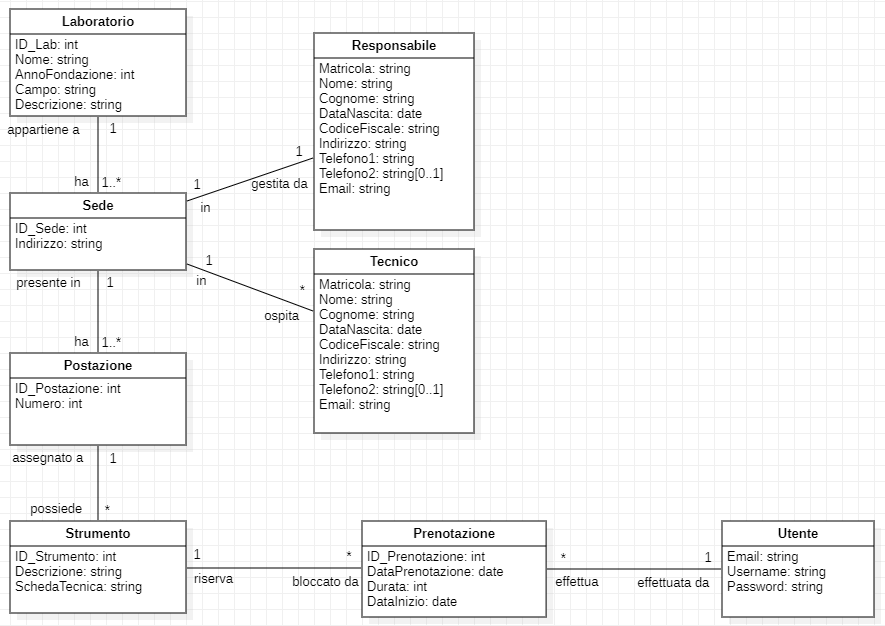 Laboratorio
ID_Lab: int
Nome: string
AnnoFondazione: int
Campo: string
Descrizione: string
appartiene a
1
ha
1..*
Responsabile
Matricola: string
Nome: string
Cognome: string
DataNascita: date
CodiceFiscale: string
Indirizzo: string
Telefono1: string
Telefono2: string[0..1]
Email: string
1
gestita da
1
in
Sede
ID_Sede: int
Indirizzo: string
1
in
*
ospita
Tecnico
Matricola: string
Nome: string
Cognome: string
DataNascita: date
CodiceFiscale: string
Indirizzo: string
Telefono1: string
Telefono2: string[0..1]
Email: string
presente in
1
ha
1..*
Postazione
ID_Postazione: int
Numero: int
assegnato a
1
possiede
*
Strumento
ID_Strumento: int
Descrizione: string
SchedaTecnica: string
1
riserva
*
bloccato da
Prenotazione
ID_Prenotazione: int
DataPrenotazione: date
Durata: int
DataInizio: date
*
effettua
1
effettuata da
Utente
Email: string
Username: string
Password: string